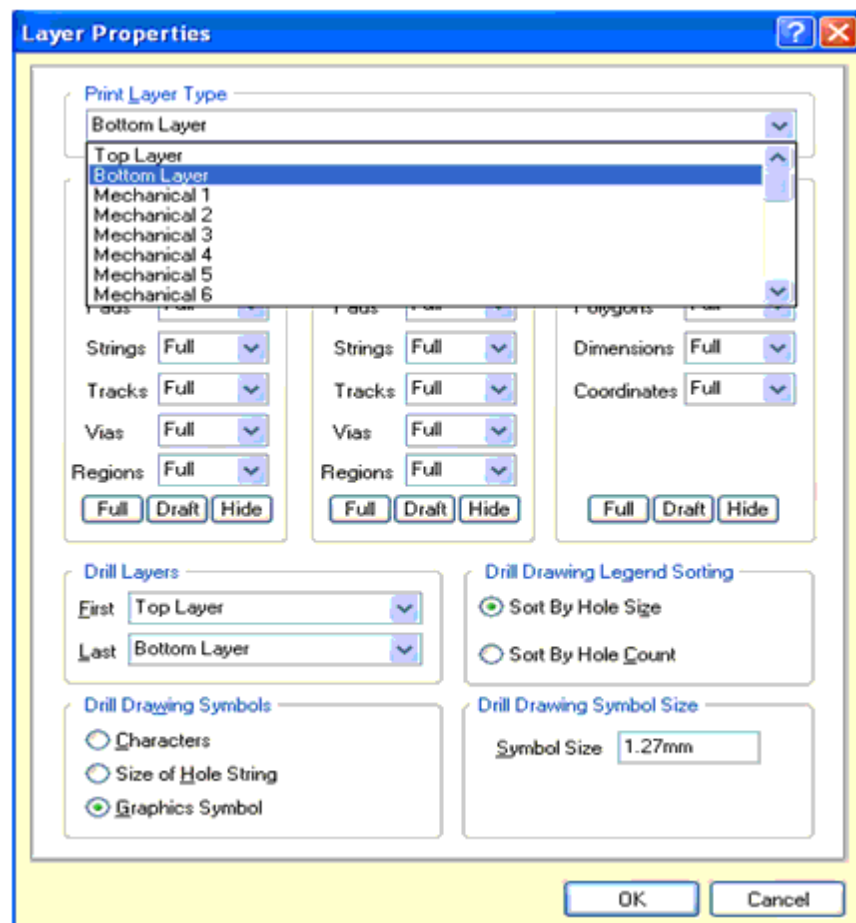 Layer Properties
Print Layer Type
Bottom Layer
Top Layer
Bottom Layer
Mechanical 1
Mechanical 2
Mechanical 3
Mechanical 4
Mechanical 5
Mechanical 6
Strings Full Strings Full Dimensions Full
Tracks Full Tracks Full Coordinates Full
Vias Full Vias Full
Regions Full Regions Full
Full Draft Hide Full Draft Hide Full Draft Hide
Drill Layers
First Top Layer
Last Bottom Layer
Drill Drawing Legend Sorting
Sort By Hole Size
Sort By Hole Count
Drill Drawing Symbols
Characters
Size of Hole String
Graphics Symbol
Drill Drawing Symbol Size
Symbol Size 1.27mm
OK Cancel